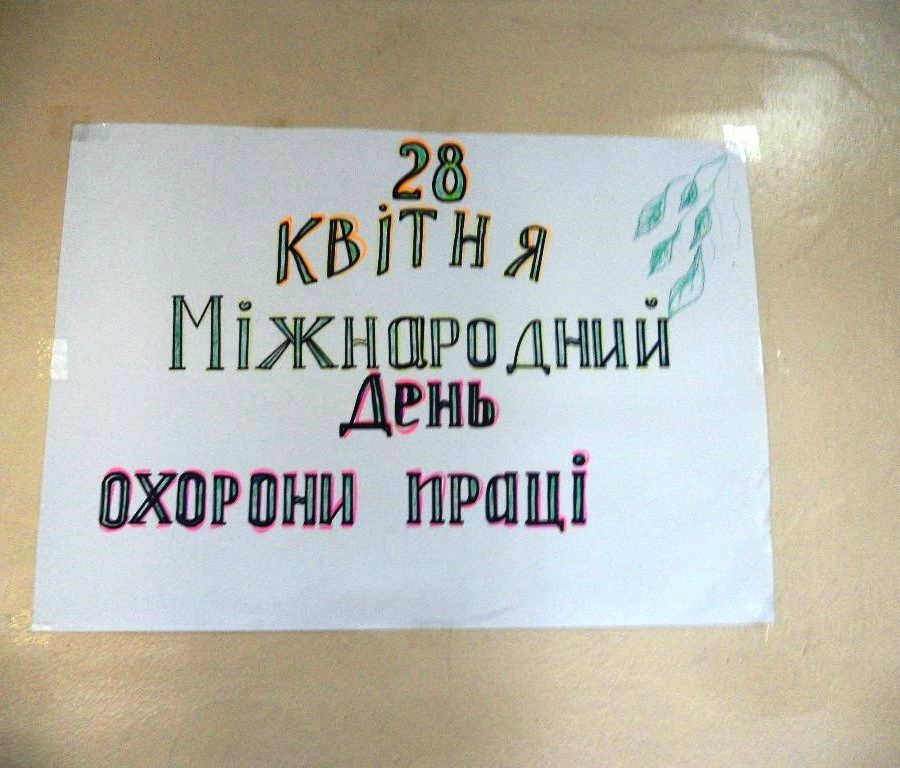 28
квітня
Міжнародний
День
охорони праці